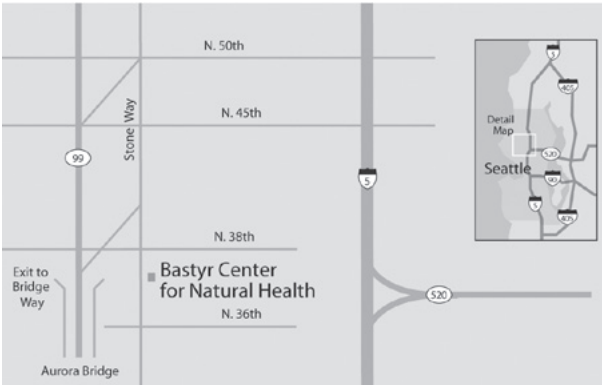 N. 50th
Stone Way
N. 45th
99
5
N. 38th
Exit to
Bridge
Way
Bastyr Center
for Natural Health
N. 36th
520
Aurora Bridge
5
405
Detail
Map
520
Seattle
90
5
405